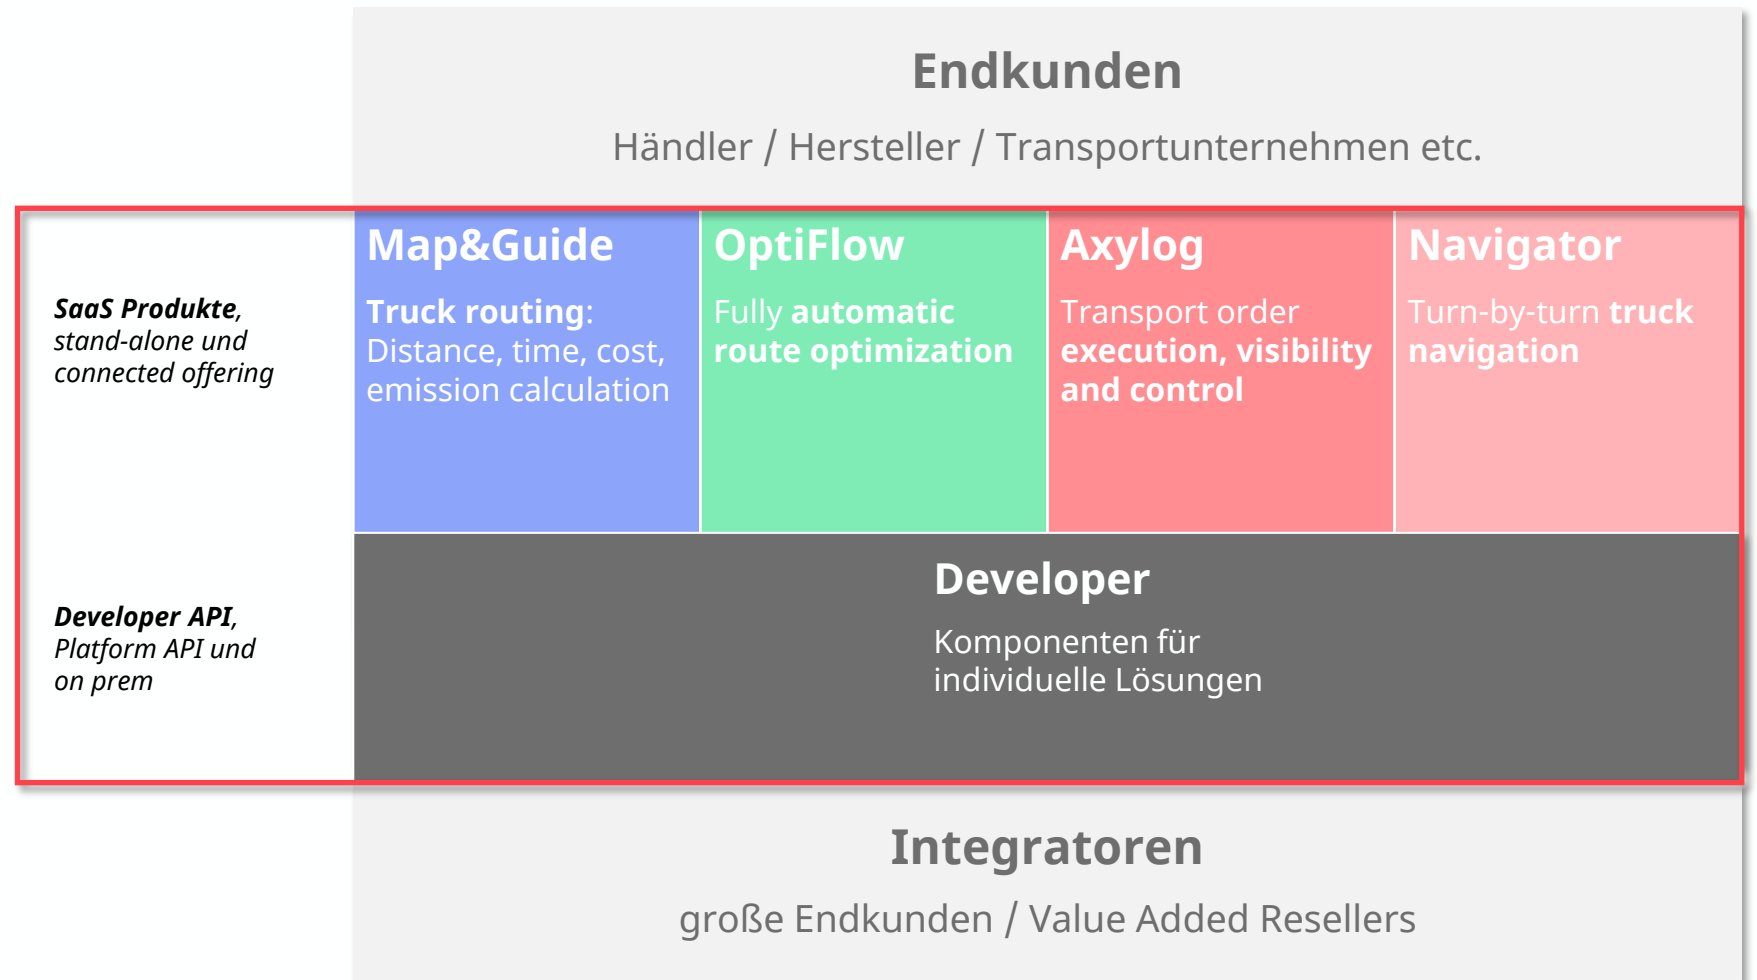 Endkunden
Händler / Hersteller / Transportunternehmen etc.
SaaS Produkte,
stand-alone und
connected offering
Map&Guide
Truck routing:
Distance, time, cost,
emission calculation
OptiFlow
Fully automatic
route optimization
Axylog
Transport order
execution, visibility
and control
Navigator
Turn-by-turn truck
navigation
Developer API,
Platform API und
on prem
Developer
Komponenten für
individuelle Lösungen
Integratoren
große Endkunden / Value Added Resellers